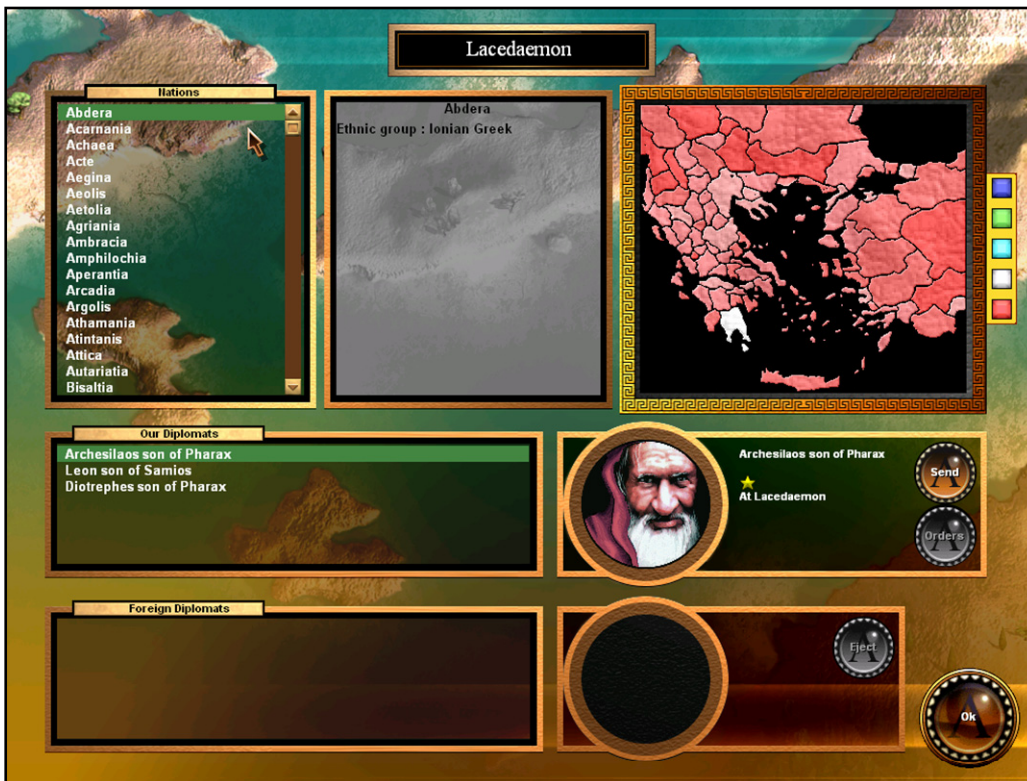 Lacedaemon
Nations
Abdera
Acarnania
Achaea
Acte
Aegina
Aeolis
Aetolia
Agriania
Ambracia
Amphilochia
Aperantia
Arcadia
Argolis
Athamania
Atintanis
Attica
Autariatia
Bisaltia
Abdera
Ethnic group : Ionian Greek
Our Diplomats
Archesilaos son of Pharax
Leon son of Samios
Diotrephes son of Pharax
Archesilaos son of Pharax
At Lacedaemon
Send
Orders
Foreign Diplomats
Eject
Ok